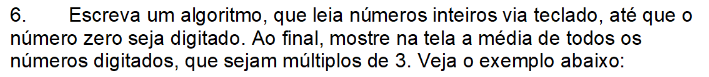 6. Escreva um algoritmo, que leia números inteiros via teclado, até que o
número zero seja digitado. Ao final, mostre na tela a média de todos os
números digitados, que sejam múltiplos de 3. Veja o exemplo abaixo: